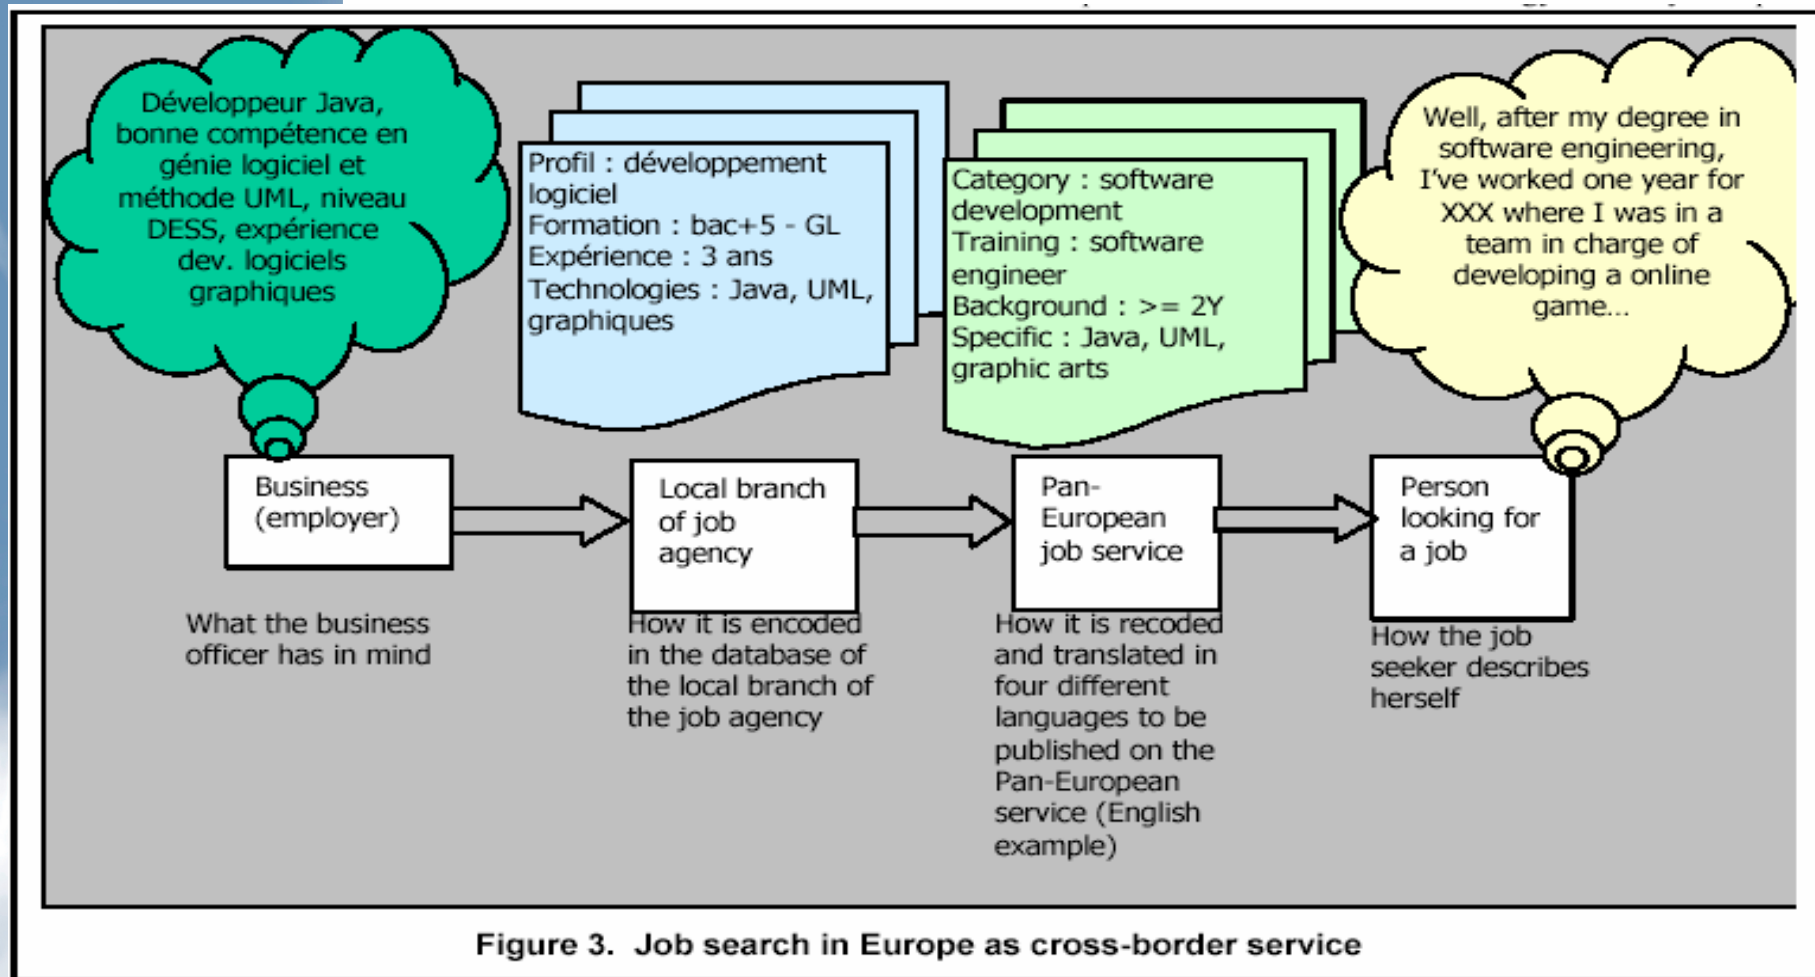 Développeur Java,
bonne compétence en
génie logiciel et
méthode UML, niveau
DESS, expérience
dev. logiciels
graphiques
Profil : développement
logiciel
Formation : bac+5 - GL
Expérience : 3 ans
Technologies : Java, UML,
graphiques
Category : software
development
Training : software
engineer
Background : >= 2Y
Specific : Java, UML,
graphic arts
Well, after my degree in
software engineering,
I've worked one year for
XXX where I was in a
team in charge of
developing a online
game...
Business
(employer)
Local branch
of job
agency
Pan-
European
job service
Person
looking for
a job
What the business
officer has in mind
How it is encoded
in the database of
the local branch of
the job agency
How it is recoded
and translated in
four different
languages to be
published on the
Pan-European
service (English
example)
How the job
seeker describes
herself
Figure 3. Job search in Europe as cross-border service